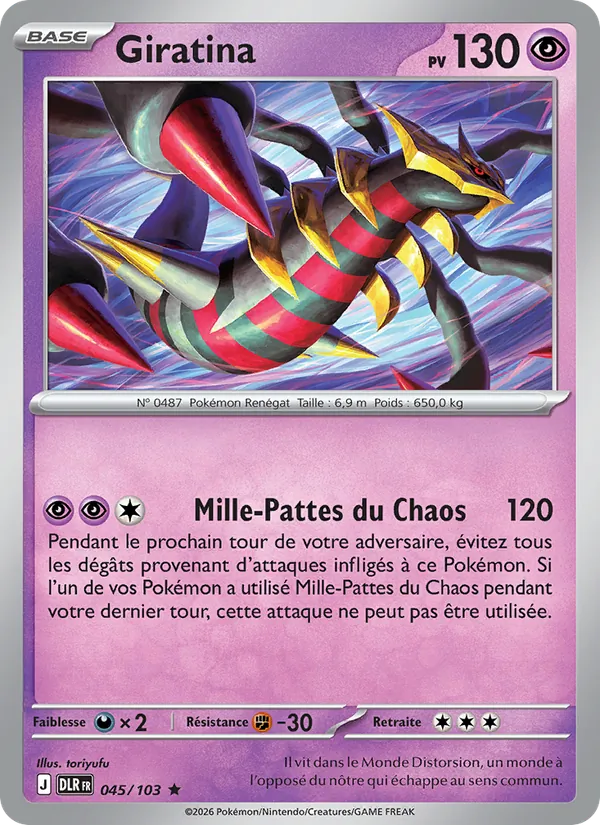 BASE
Giratina
PV 130
N° 0487 Pokémon Renégat Taille : 6,9 m Poids : 650,0 kg
Mille-Pattes du Chaos 120
Pendant le prochain tour de votre adversaire, évitez tous
les dégâts provenant d'attaques infligés à ce Pokémon. Si
l'un de vos Pokémon a utilisé Mille-Pattes du Chaos pendant
votre dernier tour, cette attaque ne peut pas être utilisée.
Faiblesse ×2 Résistance -30 Retraite
Illus. toriyufu
Il vit dans le Monde Distorsion, un monde à
l'opposé du nôtre qui échappe au sens commun.
J DLR FR 045/103 ★
©2026 Pokémon/Nintendo/Creatures/GAME FREAK